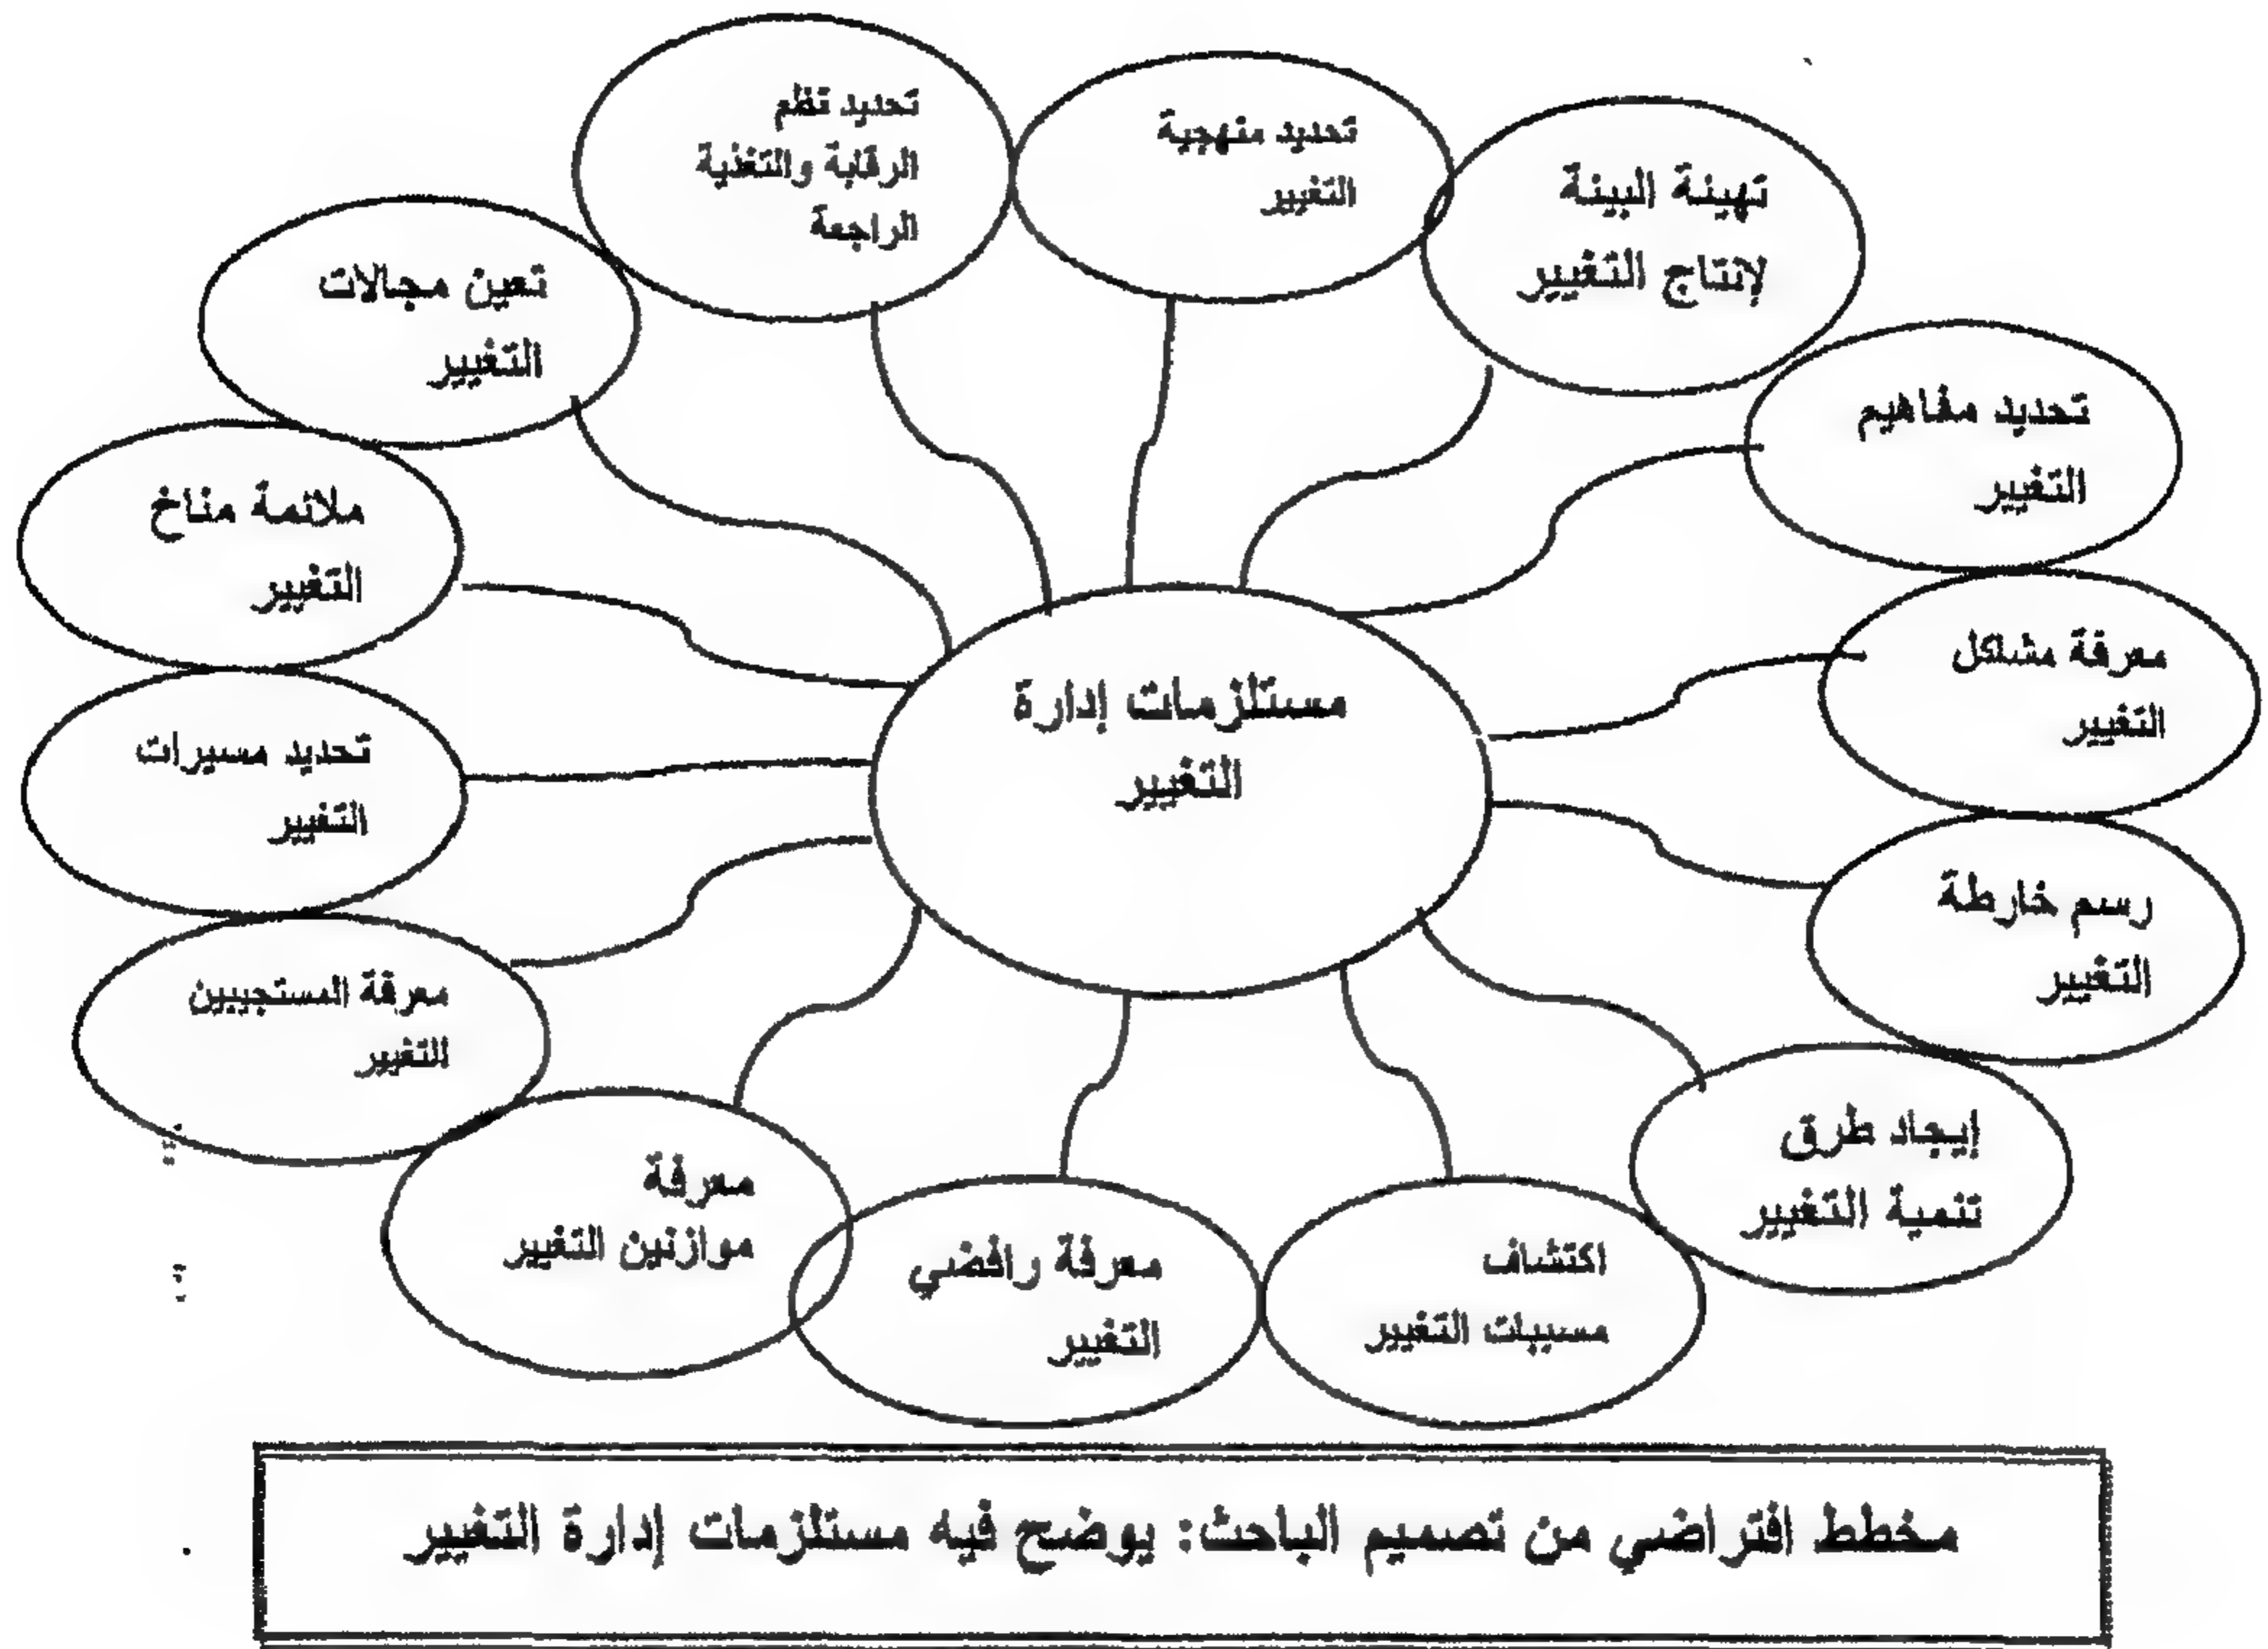 تحديد نظم
الرقابة والتغذية
الراجعة
تحديد منهجية
التغيير
تهيئة البيئة
لإنتاج التغيير
تحديد مفاهيم
التغيير
معرفة مشاكل
التغيير
رسم خارطة
التغيير
إيجاد طرق
تنمية التغيير
اكتشاف
مسببات التغيير
معرفة رافضي
التغيير
معرفة
موازنين التغيير
معرفة المستجيبين
للتغيير
تحديد مسيرات
التغيير
ملائمة مناخ
التغيير
تعين مجالات
التغيير
مستلزمات إدارة
التغيير
مخطط افتراضي من تصميم الباحث: يوضح فيه مستلزمات إدارة التغيير